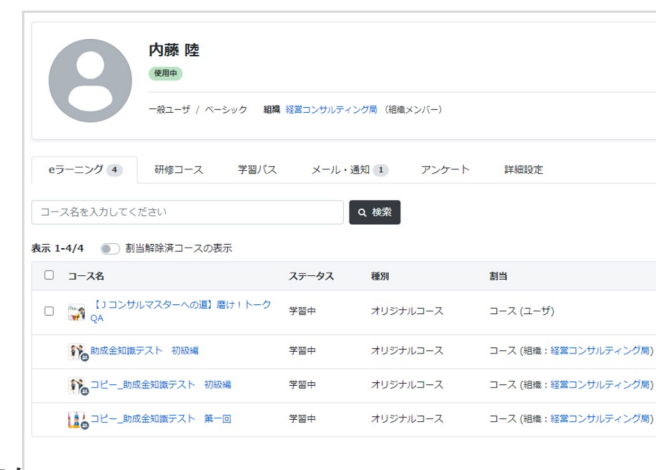 内藤 陸
使用中
一般ユーザ / ベーシック 組織 経営コンサルティング局 (組織メンバー)
eラーニング 4 研修コース 学習パス メール・通知 1 アンケート 詳細設定
コース名を入力してください 検索
表示 1-4/4 割当解除済コースの表示
コース名 ステータス 種別 割当
【Jコンサルマスターへの道】磨け!トーク 学習中 オリジナルコース コース (ユーザ)
QA
助成金知識テスト 初級編 学習中 オリジナルコース コース (組織:経営コンサルティング局)
コピー_助成金知識テスト 初級編 学習中 オリジナルコース コース (組織:経営コンサルティング局)
コピー_助成金知識テスト 第一回 学習中 オリジナルコース コース (組織:経営コンサルティング局)